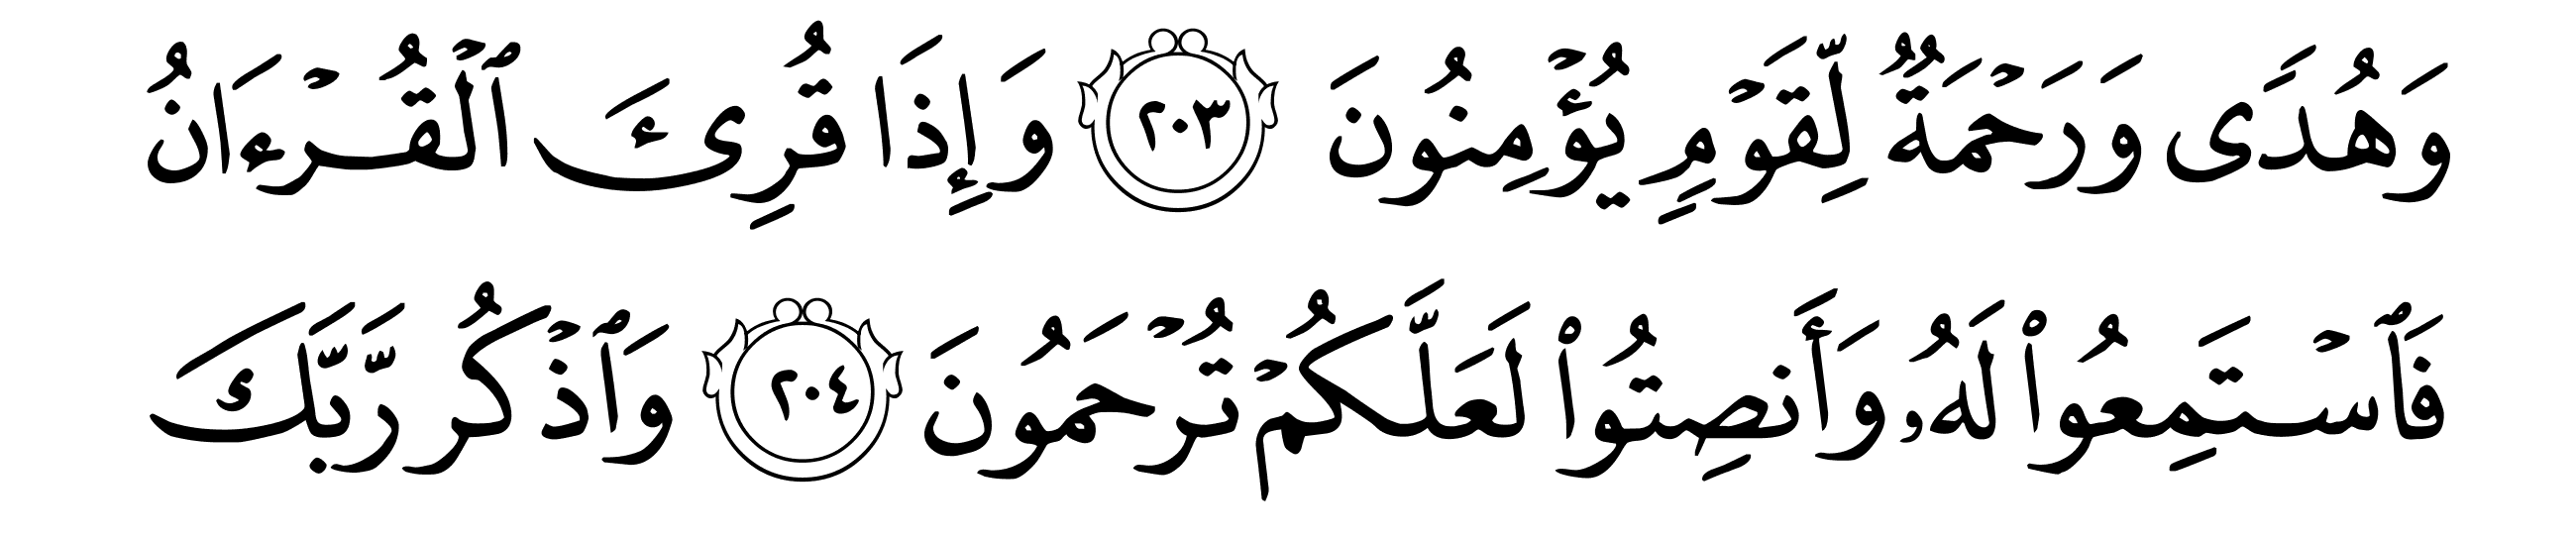 وَهُدًى وَرَحْمَةٌ لِّقَوْمٍ يُؤْمِنُونَ ٢٠٣ وَإِذَا قُرِئَ ٱلْقُرْءَانُ
فَٱسْتَمِعُوا۟ لَهُۥ وَأَنصِتُوا۟ لَعَلَّكُمْ تُرْحَمُونَ ٢٠٤ وَٱذْكُر رَّبَّكَ